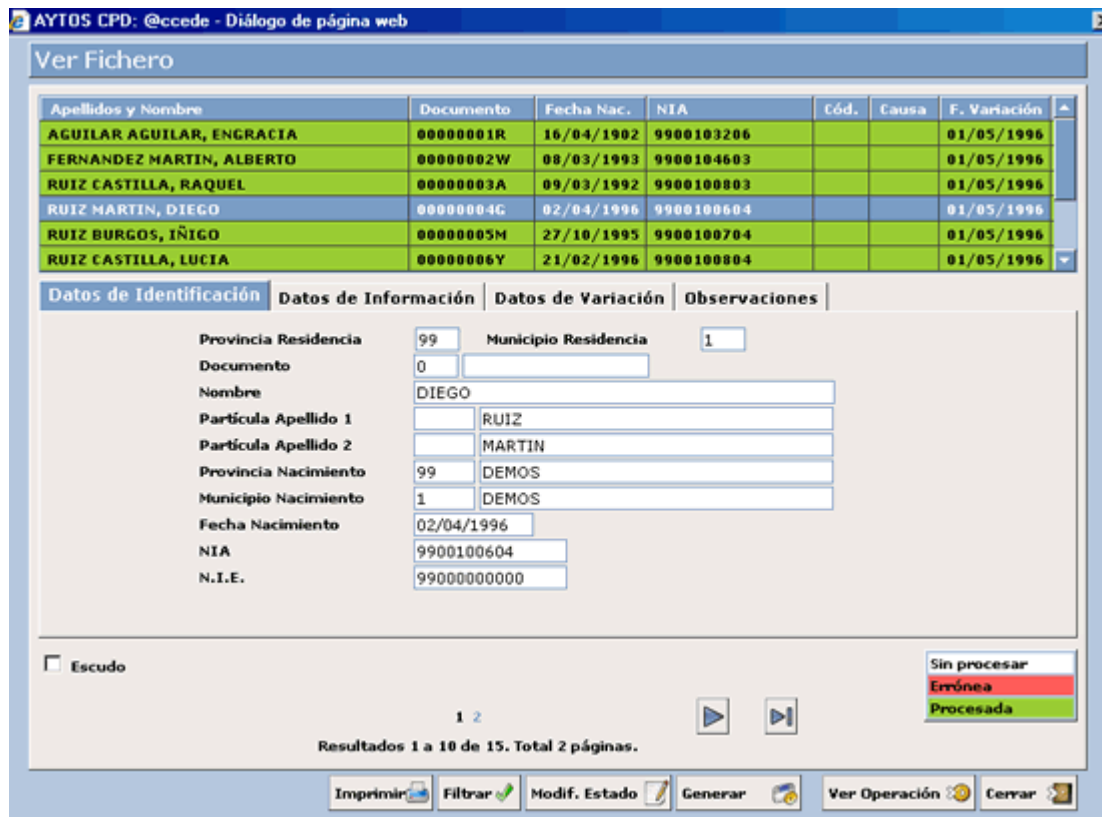 AYTOS CPD: @ccede - Diálogo de página web
Ver Fichero
Apellidos y Nombre Documento Fecha Nac. NIA Cód. Causa F. Variación
AGUILAR AGUILAR, ENGRACIA 00000001R 16/04/1902 9900103206 01/05/1996
FERNANDEZ MARTIN, ALBERTO 00000002W 08/03/1993 9900104603 01/05/1996
RUIZ CASTILLA, RAQUEL 00000003A 09/03/1992 9900100803 01/05/1996
RUIZ MARTIN, DIEGO 00000004G 02/04/1996 9900100604 01/05/1996
RUIZ BURGOS, IÑIGO 00000005M 27/10/1995 9900100704 01/05/1996
RUIZ CASTILLA, LUCIA 00000006Y 21/02/1996 9900100804 01/05/1996
Datos de Identificación Datos de Información Datos de Variación Observaciones
Provincia Residencia 99 Municipio Residencia 1
Documento 0
Nombre DIEGO
Partícula Apellido 1 RUIZ
Partícula Apellido 2 MARTIN
Provincia Nacimiento 99 DEMOS
Municipio Nacimiento 1 DEMOS
Fecha Nacimiento 02/04/1996
NIA 9900100604
N.I.E. 99000000000
Escudo
Sin procesar
Errónea
Procesada
1 2
Resultados 1 a 10 de 15. Total 2 páginas.
Imprimir Filtrar Modif. Estado Generar Ver Operación Cerrar